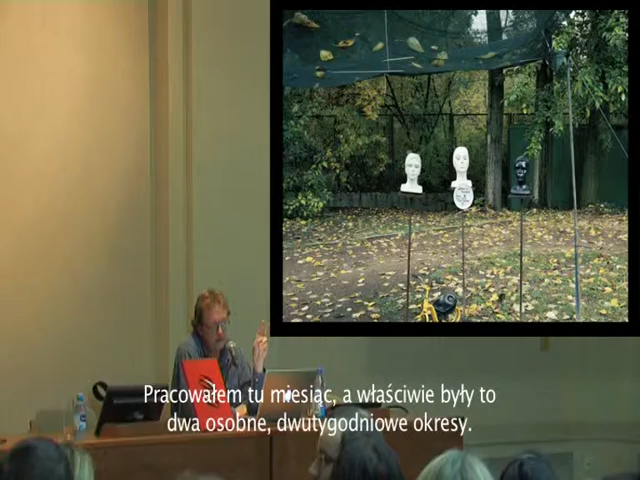 Pracowałem tu miesiąc, a właściwie były to
dwa osobne, dwutygodniowe okresy.